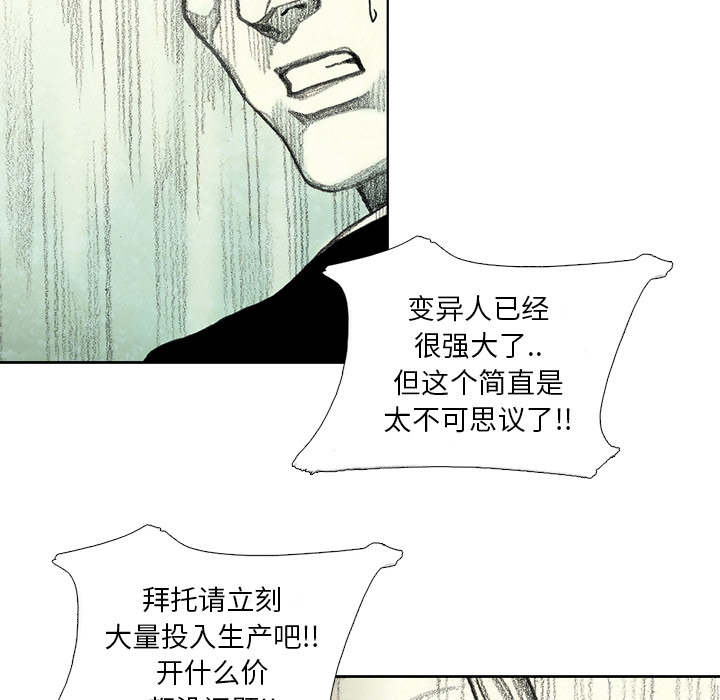 变异人已经
很强大了..
但这个简直是
太不可思议了!!
拜托请立刻
大量投入生产吧!!
开什么价